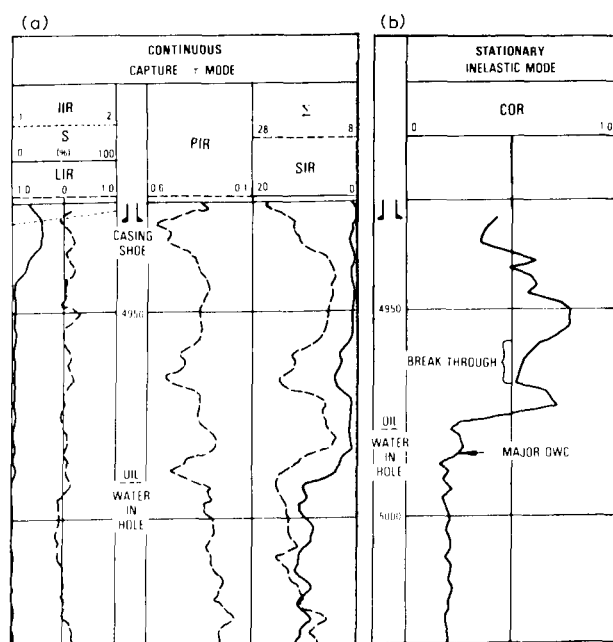 (a)
CONTINUOUS
CAPTURE γ MODE
IIR
1 2
S
0 (%) 100
LIR
1.0 0 1.0
PIR
0.6 0.1
Σ
28 8
SIR
20 0
CASING
SHOE
4950
OIL
WATER
IN
HOLE
(b)
STATIONARY
INELASTIC MODE
COR
0 1.0
4950
BREAK THROUGH
OIL
WATER
IN
HOLE
MAJOR OWC
5000